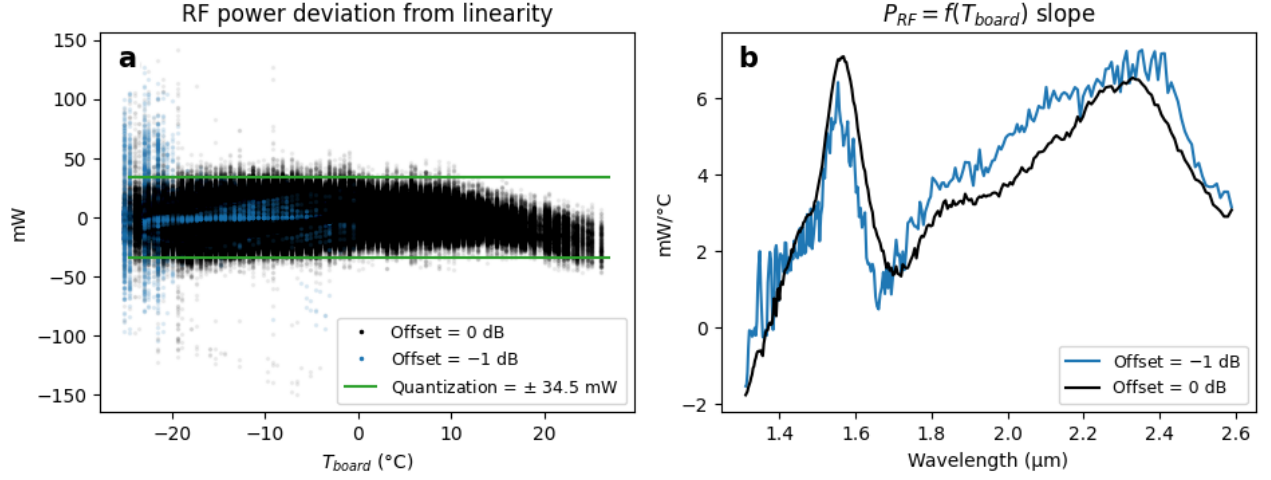 RF power deviation from linearity
a
150
100
50
0
−50
−100
−150
mW
−20
−10
0
10
20
T_board (°C)
Offset = 0 dB
Offset = −1 dB
Quantization = ± 34.5 mW
P_RF = f(T_board) slope
b
6
4
2
0
−2
mW/°C
1.4
1.6
1.8
2.0
2.2
2.4
2.6
Wavelength (μm)
Offset = −1 dB
Offset = 0 dB